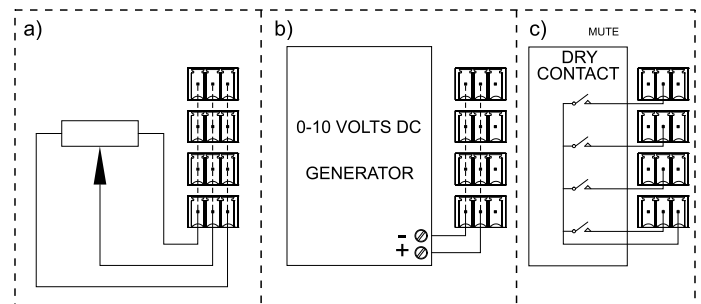 a)
b)
0-10 VOLTS DC
GENERATOR
-
+
c)
MUTE
DRY
CONTACT